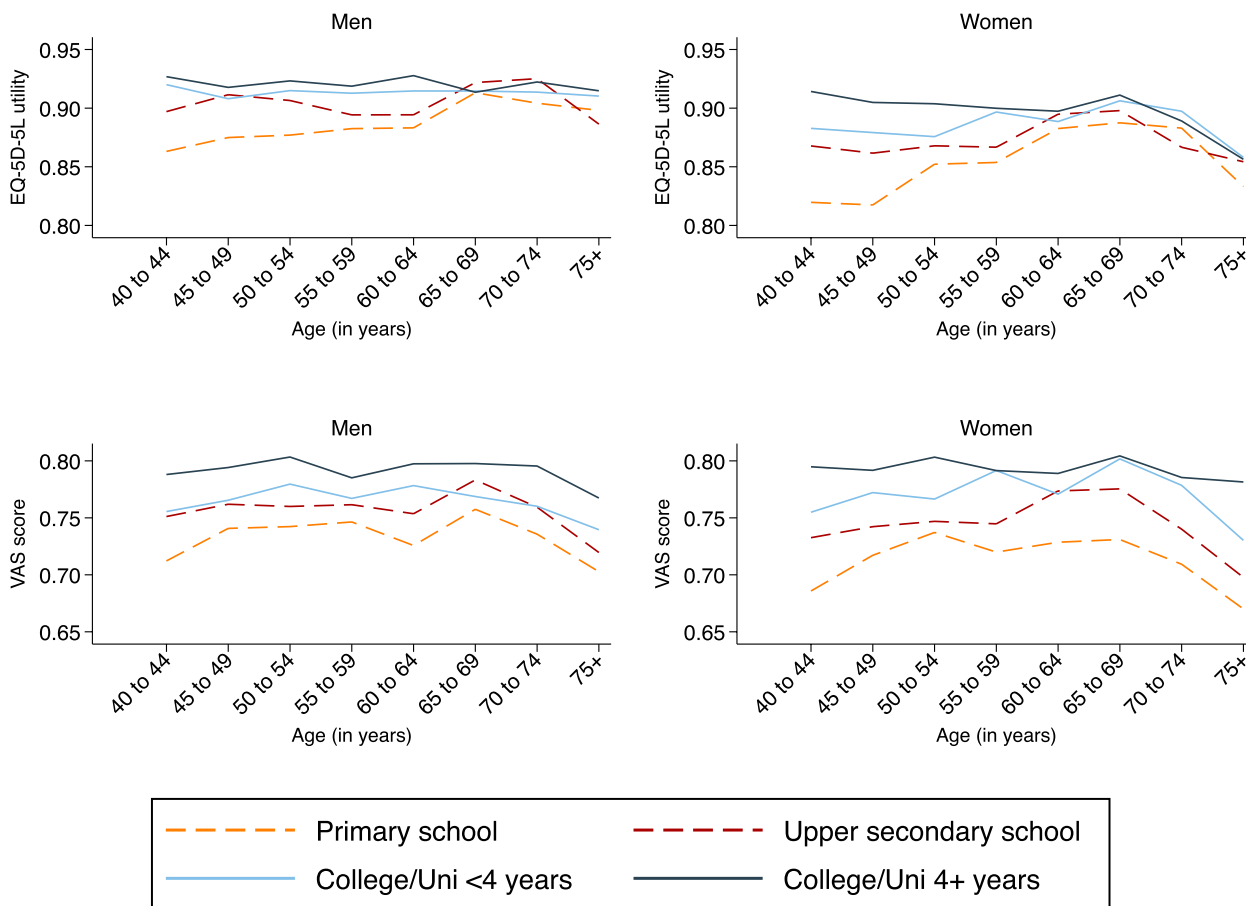 Men
EQ-5D-5L utility
0.95
0.90
0.85
0.80
40 to 44
45 to 49
50 to 54
55 to 59
60 to 64
65 to 69
70 to 74
75+
Age (in years)
Women
EQ-5D-5L utility
0.95
0.90
0.85
0.80
40 to 44
45 to 49
50 to 54
55 to 59
60 to 64
65 to 69
70 to 74
75+
Age (in years)
Men
VAS score
0.80
0.75
0.70
0.65
40 to 44
45 to 49
50 to 54
55 to 59
60 to 64
65 to 69
70 to 74
75+
Age (in years)
Women
VAS score
0.80
0.75
0.70
0.65
40 to 44
45 to 49
50 to 54
55 to 59
60 to 64
65 to 69
70 to 74
75+
Age (in years)
Primary school
Upper secondary school
College/Uni <4 years
College/Uni 4+ years